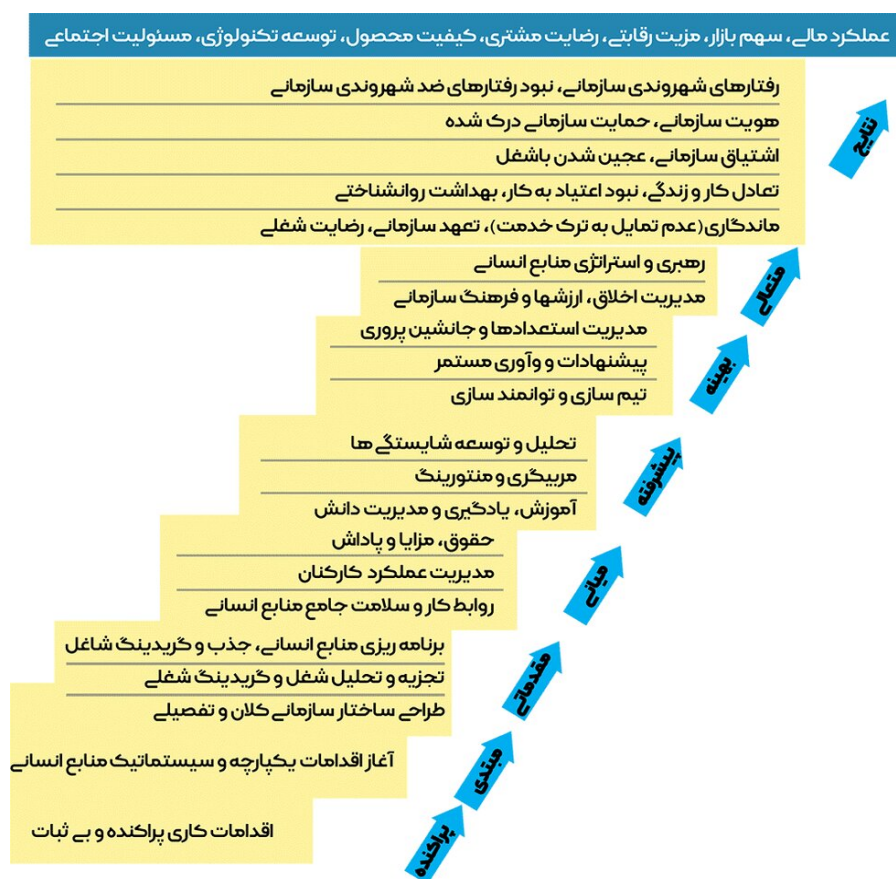 عملکرد مالی، سهم بازار، مزیت رقابتی، رضایت مشتری، کیفیت محصول، توسعه تکنولوژی، مسئولیت اجتماعی
رفتارهای شهروندی سازمانی، نبود رفتارهای ضد شهروندی سازمانی
هویت سازمانی، حمایت سازمانی درک شده
اشتیاق سازمانی، عجین شدن باشغل
تعادل کار و زندگی، نبود اعتیاد به کار، بهداشت روانشناختی
ماندگاری(عدم تمایل به ترک خدمت)، تعهد سازمانی، رضایت شغلی
نتایج
رهبری و استراتژی منابع انسانی
مدیریت اخلاق، ارزشها و فرهنگ سازمانی
متعالی
مدیریت استعدادها و جانشین پروری
پیشنهادات و وآوری مستمر
تیم سازی و توانمند سازی
بهینه
تحلیل و توسعه شایستگی ها
مربیگری و منتورینگ
آموزش، یادگیری و مدیریت دانش
پیشرفته
حقوق، مزایا و پاداش
مدیریت عملکرد کارکنان
روابط کار و سلامت جامع منابع انسانی
میانی
برنامه ریزی منابع انسانی، جذب و گریدینگ شاغل
تجزیه و تحلیل شغل و گریدینگ شغلی
طراحی ساختار سازمانی کلان و تفصیلی
مقدماتی
آغاز اقدامات یکپارچه و سیستماتیک منابع انسانی
مبتدی
اقدامات کاری پراکنده و بی ثبات
پراکنده